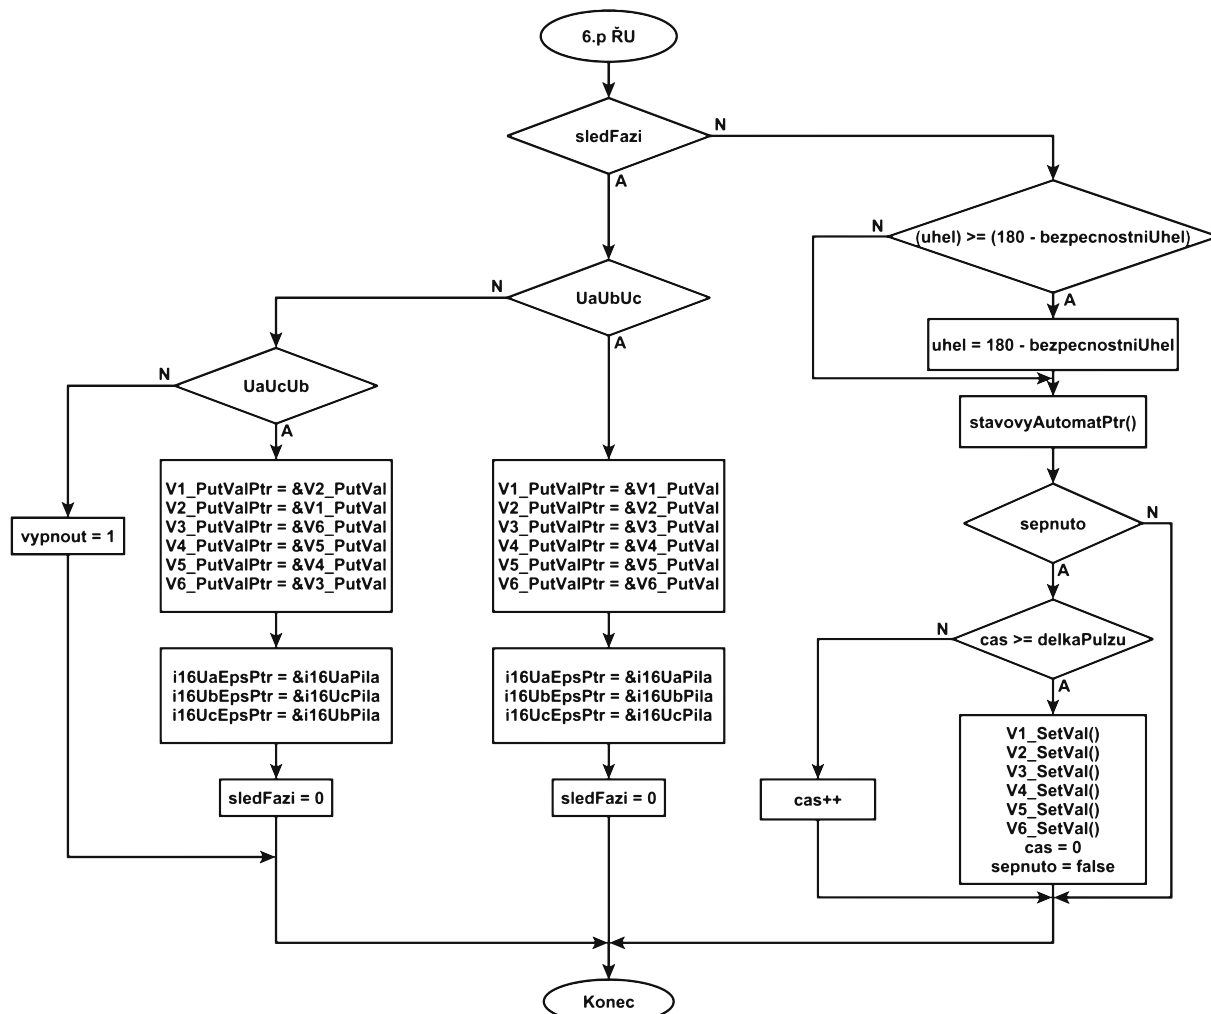 6.p ŘU
sledFazi
N
A
(uhel) >= (180 - bezpecnostniUhel)
N
A
uhel = 180 - bezpecnostniUhel
stavovyAutomatPtr()
sepnuto
N
A
cas >= delkaPulzu
N
A
V1_SetVal()
V2_SetVal()
V3_SetVal()
V4_SetVal()
V5_SetVal()
V6_SetVal()
cas = 0
sepnuto = false
cas++
UaUbUc
N
A
V1_PutValPtr = &V1_PutVal
V2_PutValPtr = &V2_PutVal
V3_PutValPtr = &V3_PutVal
V4_PutValPtr = &V4_PutVal
V5_PutValPtr = &V5_PutVal
V6_PutValPtr = &V6_PutVal
i16UaEpsPtr = &i16UaPila
i16UbEpsPtr = &i16UbPila
i16UcEpsPtr = &i16UcPila
sledFazi = 0
UaUcUb
N
A
V1_PutValPtr = &V2_PutVal
V2_PutValPtr = &V1_PutVal
V3_PutValPtr = &V6_PutVal
V4_PutValPtr = &V5_PutVal
V5_PutValPtr = &V4_PutVal
V6_PutValPtr = &V3_PutVal
i16UaEpsPtr = &i16UaPila
i16UbEpsPtr = &i16UcPila
i16UcEpsPtr = &i16UbPila
sledFazi = 0
vypnout = 1
Konec